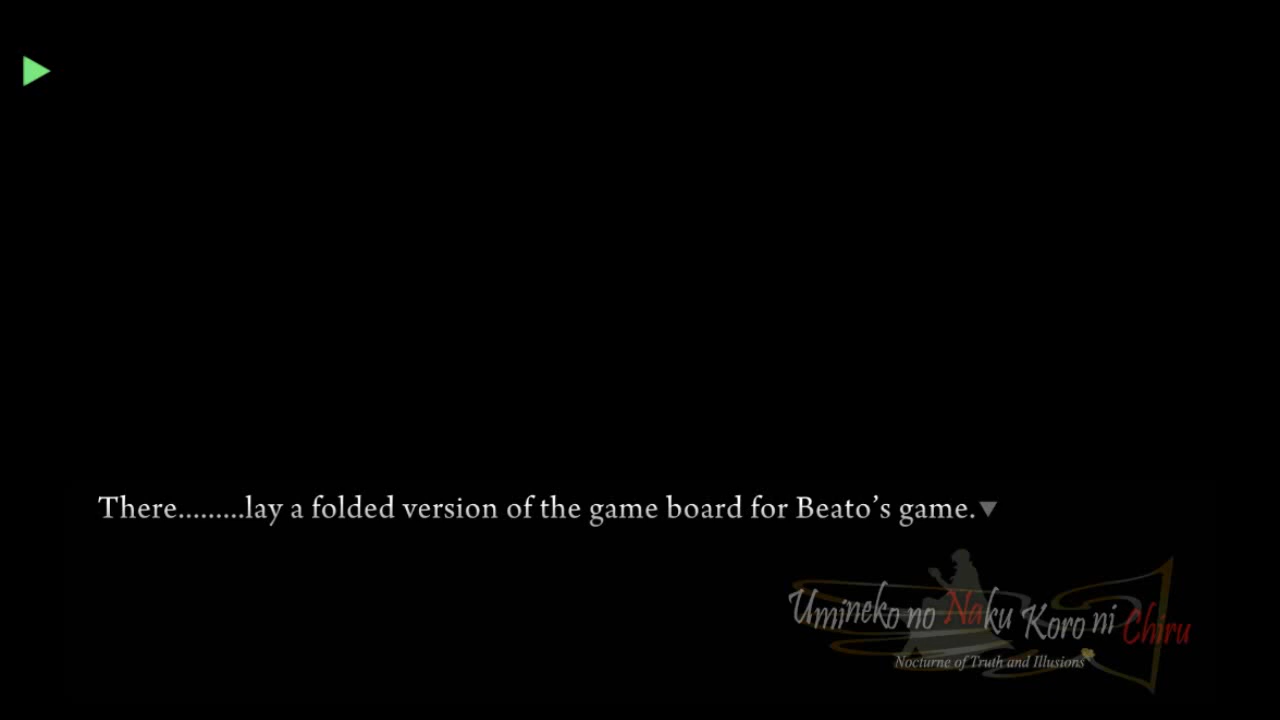 There.........lay a folded version of the game board for Beato’s game.
Umineko no Naku Koro ni Chiru
Nocturne of Truth and Illusions